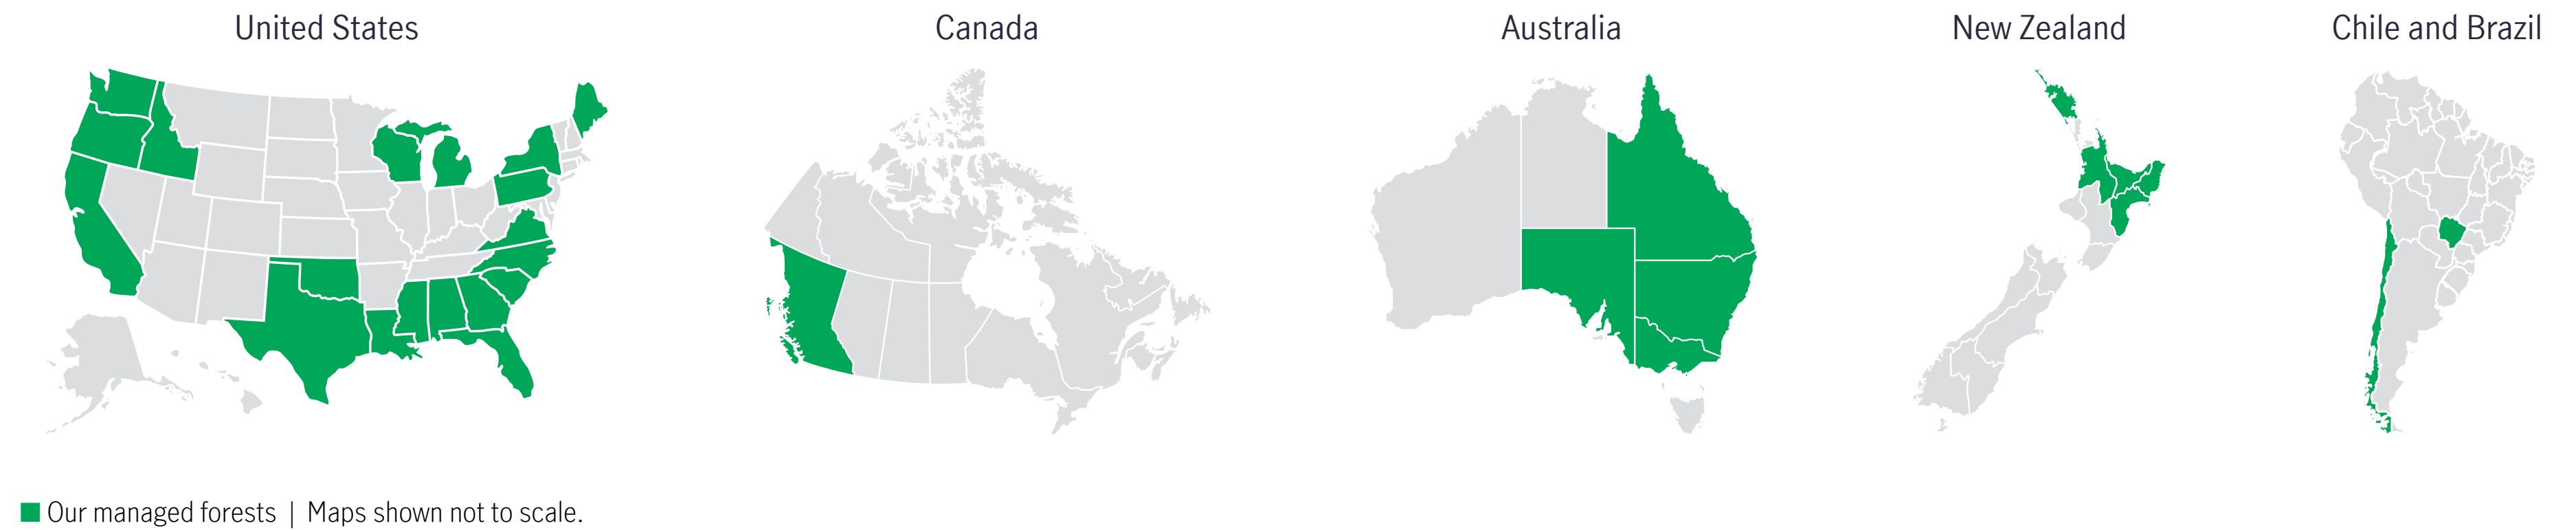 United States
Canada
Australia
New Zealand
Chile and Brazil
Our managed forests | Maps shown not to scale.